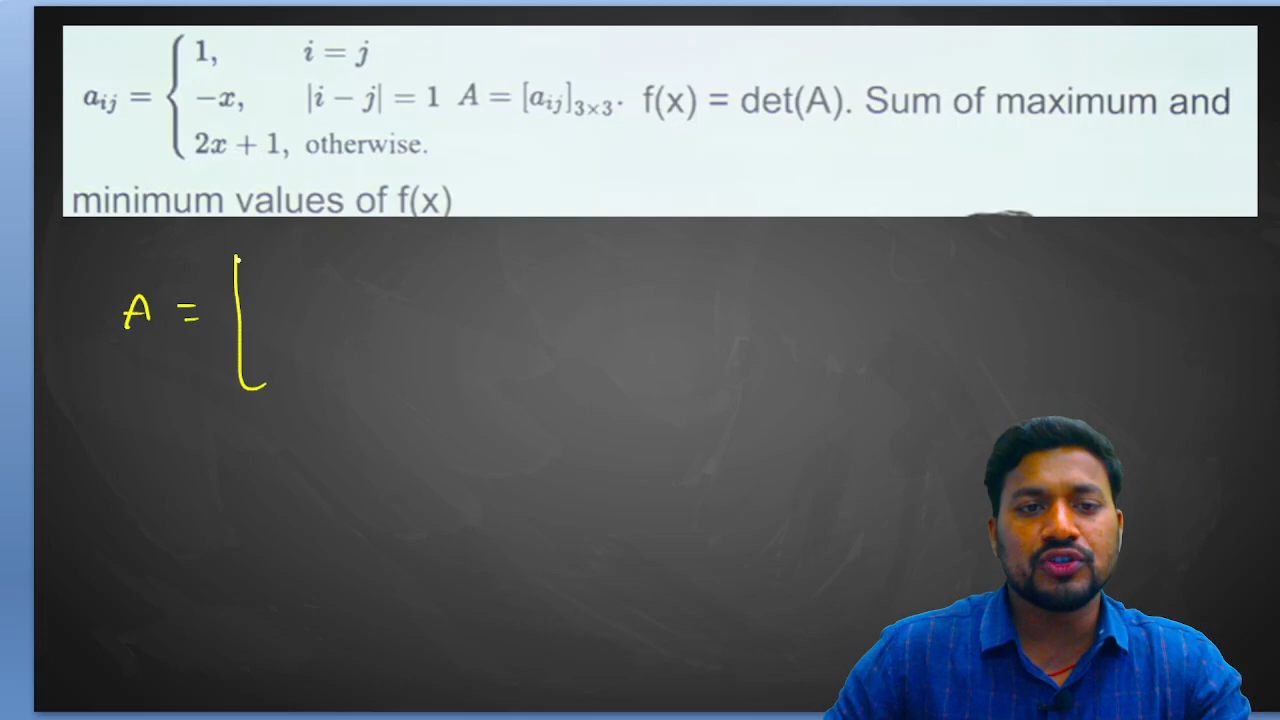 a_{ij} = { 1, i = j
−x, |i − j| = 1 A = [a_{ij}]_{3×3}. f(x) = det(A). Sum of maximum and
2x + 1, otherwise.
minimum values of f(x)
A = [